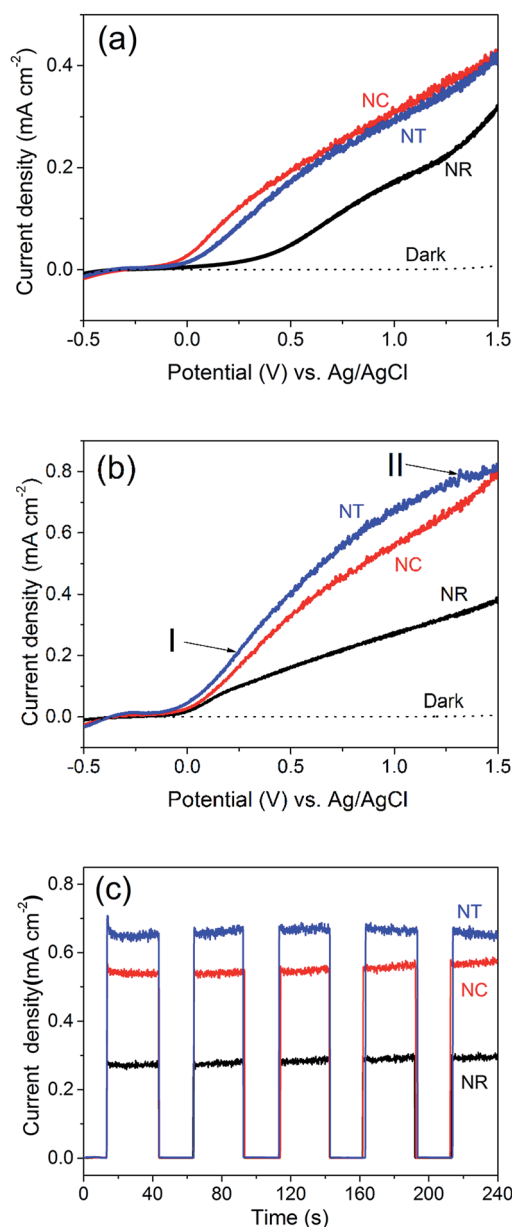 (a)
Current density (mA cm⁻²)
0.4
0.2
0.0
NC
NT
NR
Dark
-0.5 0.0 0.5 1.0 1.5
Potential (V) vs. Ag/AgCl
(b)
Current density (mA cm⁻²)
0.8
0.6
0.4
0.2
0.0
I
II
NT
NC
NR
Dark
-0.5 0.0 0.5 1.0 1.5
Potential (V) vs. Ag/AgCl
(c)
Current density(mA cm⁻²)
0.8
0.6
0.4
0.2
0.0
NT
NC
NR
0 40 80 120 160 200 240
Time (s)